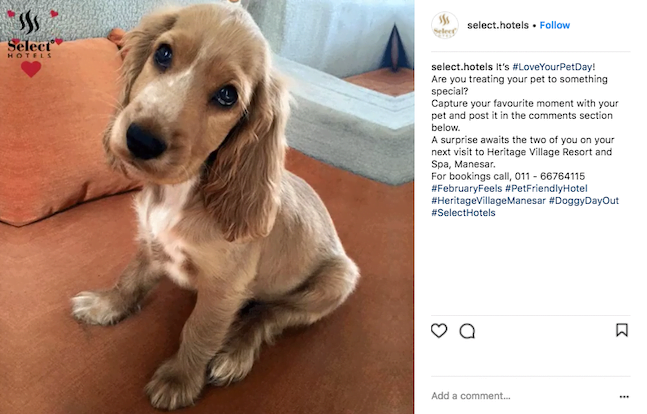 Select
HOTELS
select.hotels • Follow
select.hotels It's #LoveYourPetDay!
Are you treating your pet to something
special?
Capture your favourite moment with your
pet and post it in the comments section
below.
A surprise awaits the two of you on your
next visit to Heritage Village Resort and
Spa, Manesar.
For bookings call, 011 - 66764115
#FebruaryFeels #PetFriendlyHotel
#HeritageVillageManesar #DoggyDayOut
#SelectHotels
Add a comment...